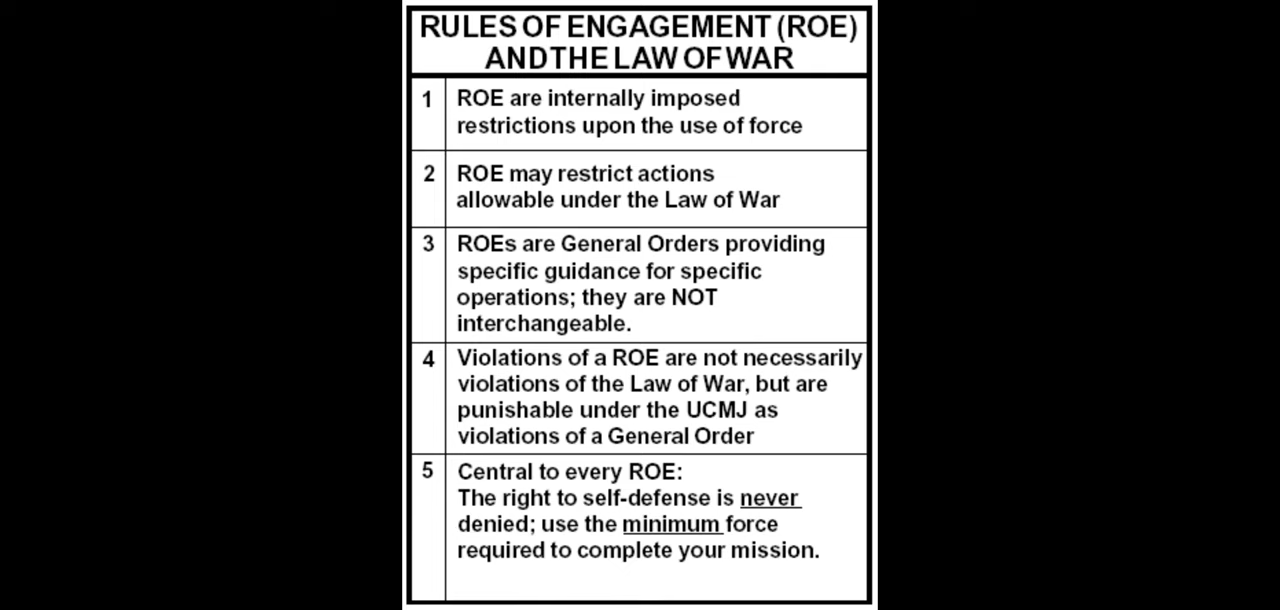 RULES OF ENGAGEMENT (ROE)
AND THE LAW OF WAR
1
ROE are internally imposed
restrictions upon the use of force
2
ROE may restrict actions
allowable under the Law of War
3
ROEs are General Orders providing
specific guidance for specific
operations; they are NOT
interchangeable.
4
Violations of a ROE are not necessarily
violations of the Law of War, but are
punishable under the UCMJ as
violations of a General Order
5
Central to every ROE:
The right to self-defense is never
denied; use the minimum force
required to complete your mission.